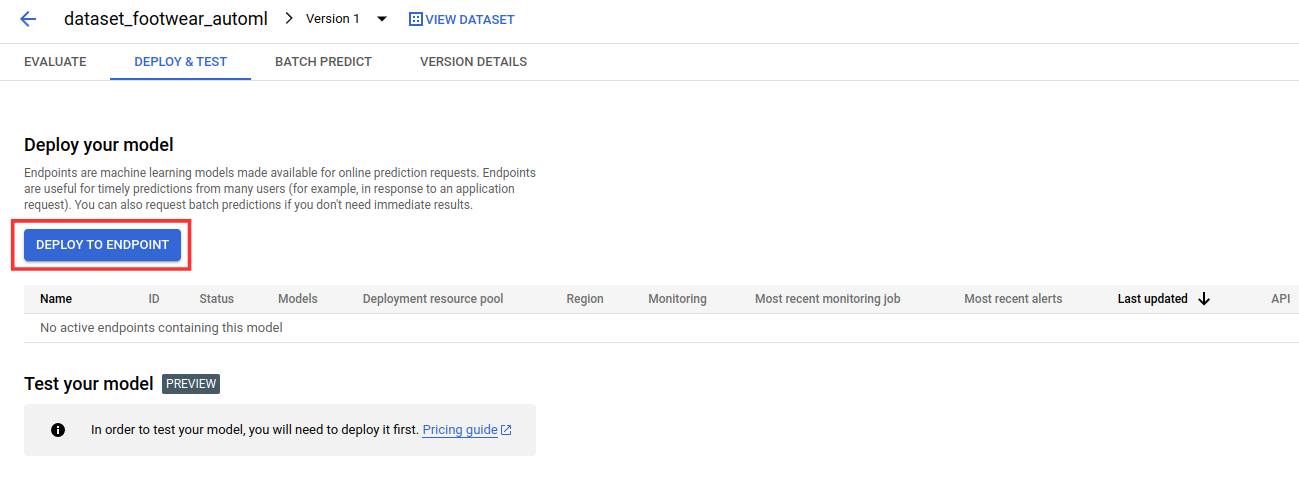 dataset_footwear_automl > Version 1 VIEW DATASET
EVALUATE DEPLOY & TEST BATCH PREDICT VERSION DETAILS
Deploy your model
Endpoints are machine learning models made available for online prediction requests. Endpoints
are useful for timely predictions from many users (for example, in response to an application
request). You can also request batch predictions if you don't need immediate results.
DEPLOY TO ENDPOINT
Name ID Status Models Deployment resource pool Region Monitoring Most recent monitoring job Most recent alerts Last updated API
No active endpoints containing this model
Test your model PREVIEW
In order to test your model, you will need to deploy it first. Pricing guide